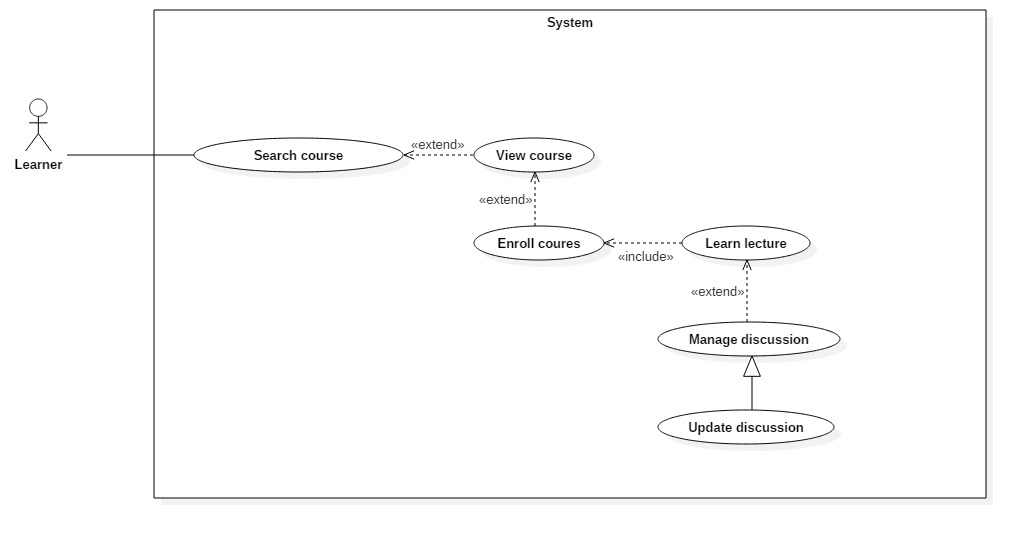 System
Learner
Search course
«extend»
View course
«extend»
Enroll coures
«include»
Learn lecture
«extend»
Manage discussion
Update discussion